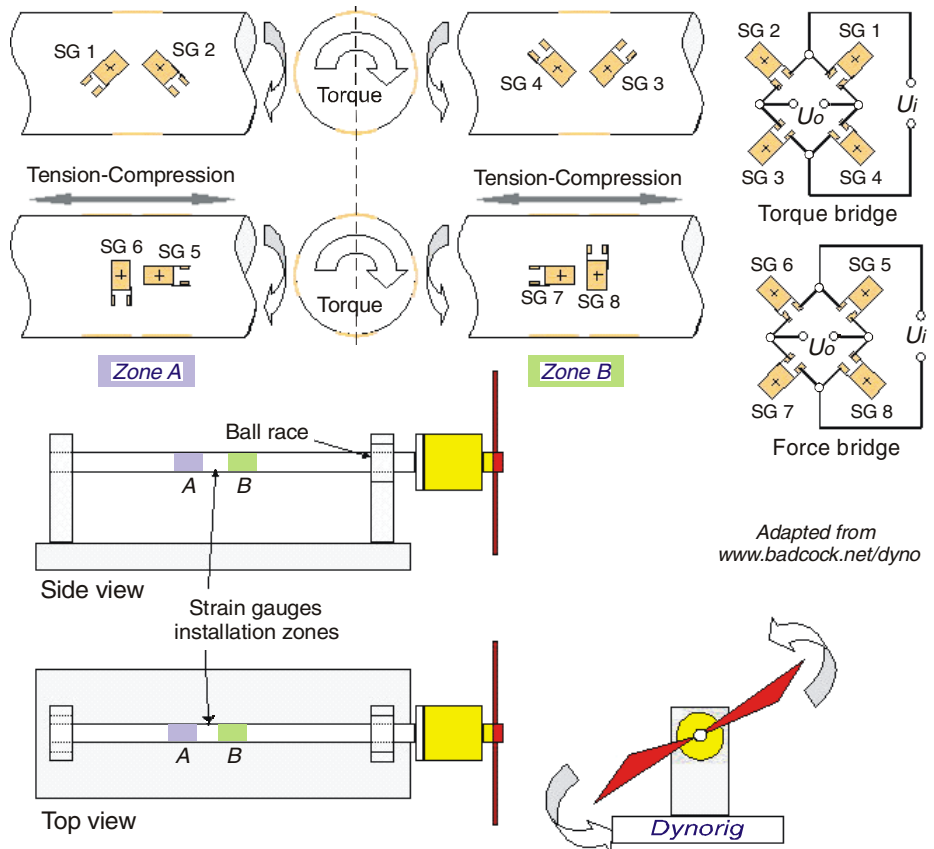 SG 1
SG 2
Torque
SG 4
SG 3
SG 2
SG 1
Uo
Ui
SG 3
SG 4
Torque bridge
Tension-Compression
Tension-Compression
SG 6
SG 5
Torque
SG 7
SG 8
SG 6
SG 5
Uo
Ui
SG 7
SG 8
Force bridge
Zone A
Zone B
Ball race
A
B
Side view
Adapted from
www.badcock.net/dyno
Strain gauges
installation zones
A
B
Top view
Dynorig